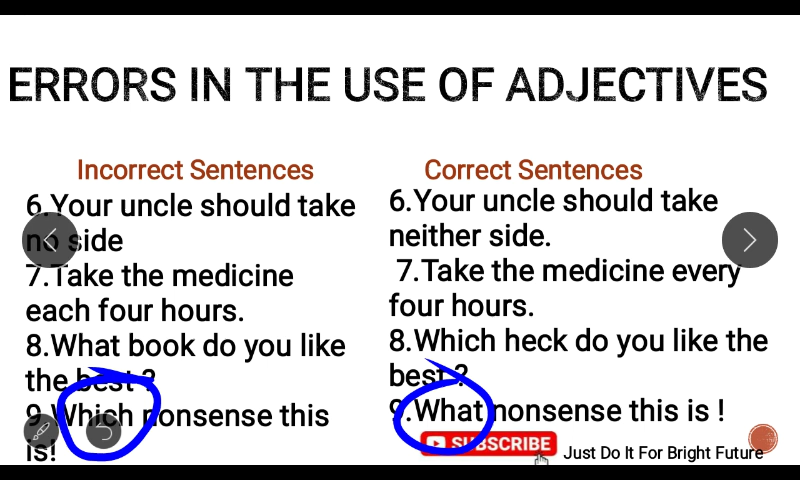 ERRORS IN THE USE OF ADJECTIVES
Incorrect Sentences
6.Your uncle should take
no side
7.Take the medicine
each four hours.
8.What book do you like
the best ?
9.Which nonsense this
is!
Correct Sentences
6.Your uncle should take
neither side.
7.Take the medicine every
four hours.
8.Which heck do you like the
best ?
9.What nonsense this is !
SUBSCRIBE
Just Do It For Bright Future